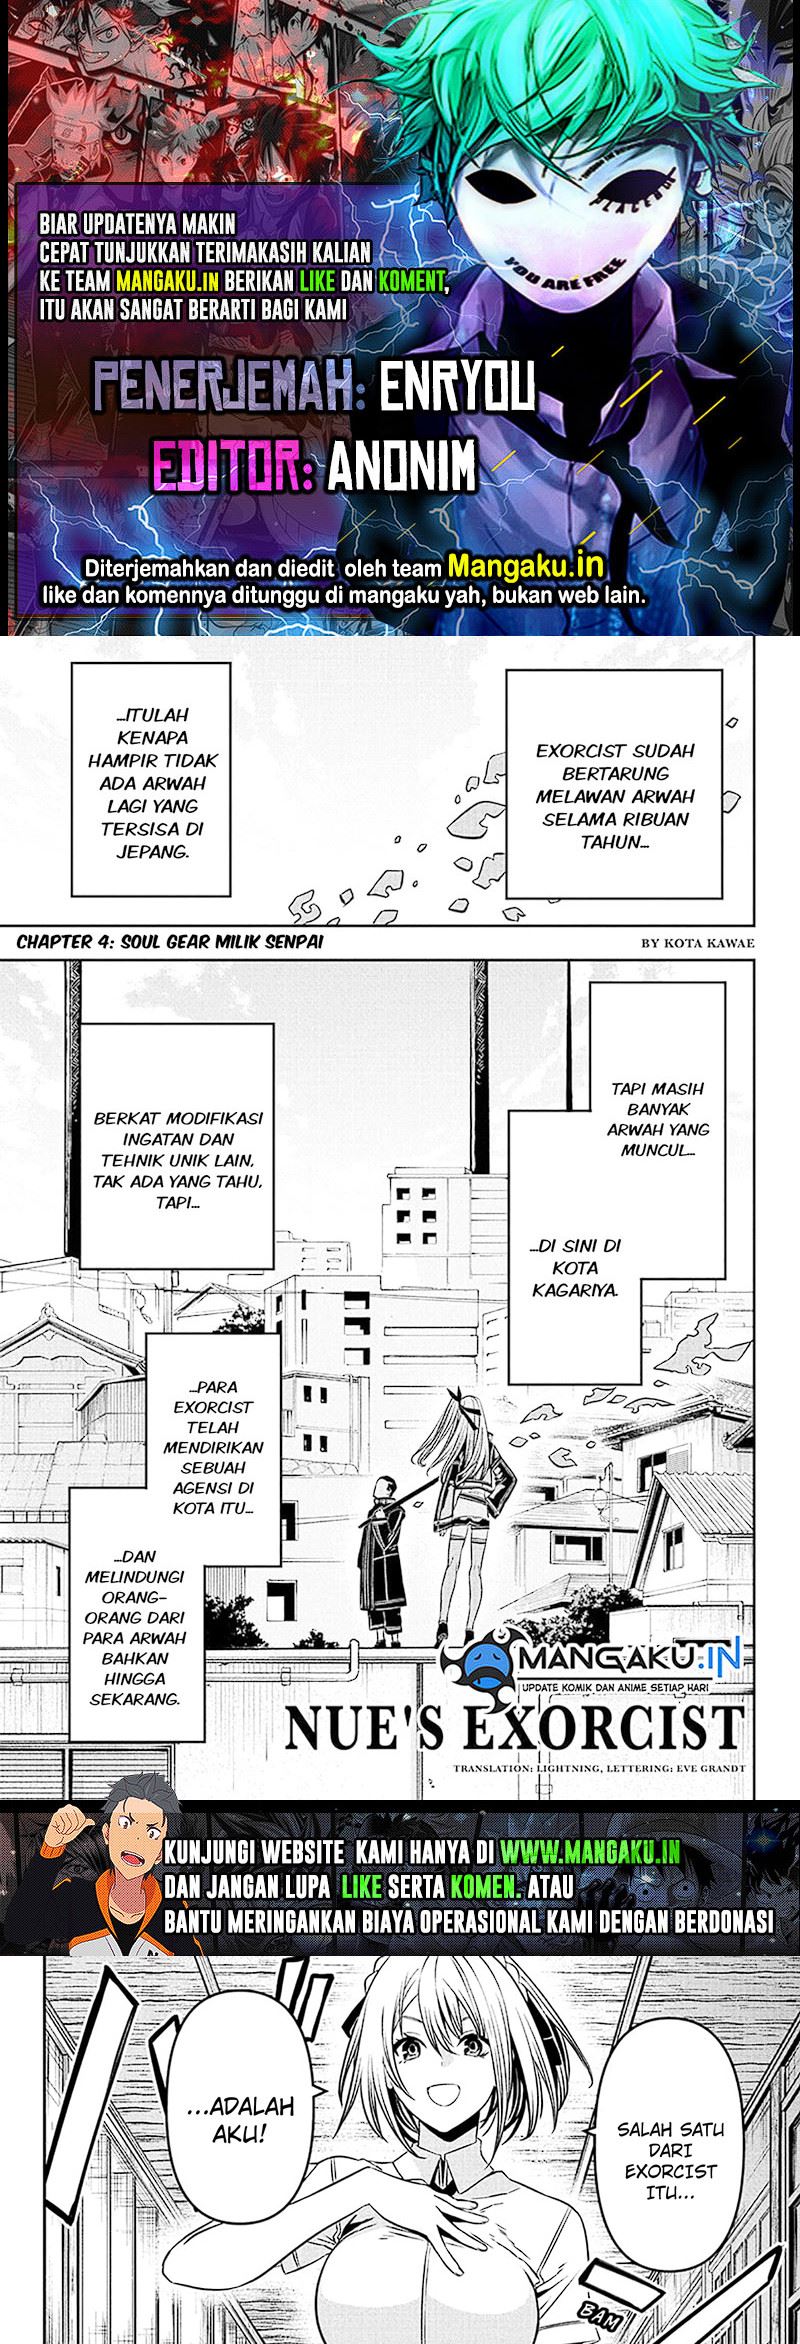 BIAR UPDATENYA MAKIN
CEPAT TUNJUKKAN TERIMAKASIH KALIAN
KE TEAM MANGAKU.IN BERIKAN LIKE DAN KOMENT,
ITU AKAN SANGAT BERARTI BAGI KAMI
PLACEBUL
YOU ARE FREE
PENERJEMAH: ENRYOU
EDITOR: ANONIM
Diterjemahkan dan diedit oleh team Mangaku.in
like dan komennya ditunggu di mangaku yah, bukan web lain.
EXORCIST SUDAH
BERTARUNG
MELAWAN ARWAH
SELAMA RIBUAN
TAHUN...
...ITULAH
KENAPA
HAMPIR TIDAK
ADA ARWAH
LAGI YANG
TERSISA DI
JEPANG.
CHAPTER 4: SOUL GEAR MILIK SENPAI
BY KOTA KAWAE
TAPI MASIH
BANYAK
ARWAH YANG
MUNCUL...
...DI SINI DI
KOTA
KAGARIYA.
BERKAT MODIFIKASI
INGATAN DAN
TEHNIK UNIK LAIN,
TAK ADA YANG TAHU,
TAPI...
...PARA
EXORCIST
TELAH
MENDIRIKAN
SEBUAH
AGENSI DI
KOTA ITU...
...DAN
MELINDUNGI
ORANG-
ORANG DARI
PARA ARWAH
BAHKAN
HINGGA
SEKARANG.
MANGAKU.IN
UPDATE KOMIK DAN ANIME SETIAP HARI
NUE'S EXORCIST
TRANSLATION: LIGHTNING, LETTERING: EVE GRANDT
KUNJUNGI WEBSITE KAMI HANYA DI WWW.MANGAKU.IN
DAN JANGAN LUPA LIKE SERTA KOMEN. ATAU
BANTU MERINGANKAN BIAYA OPERASIONAL KAMI DENGAN BERDONASI
SALAH SATU
DARI
EXORCIST
ITU...
...ADALAH
AKU!
BAM